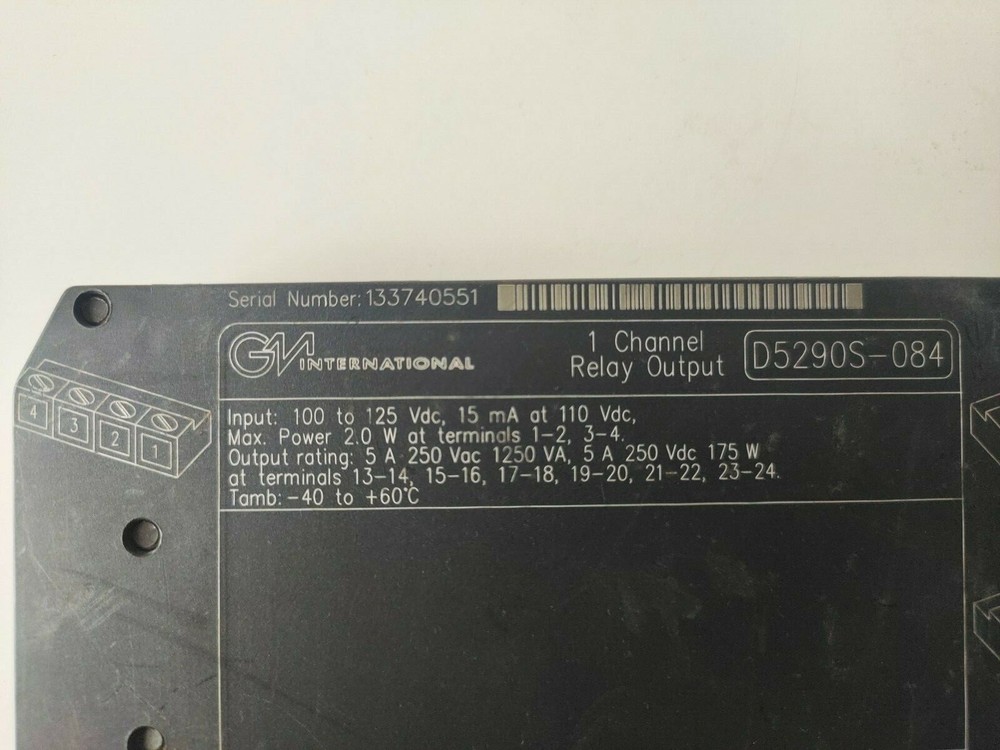 Serial Number: 133740551
GM INTERNATIONAL
1 Channel
Relay Output
D5290S-084
Input: 100 to 125 Vdc, 15 mA at 110 Vdc,
Max. Power 2.0 W at terminals 1-2, 3-4.
Output rating: 5 A 250 Vac 1250 VA, 5 A 250 Vdc 175 W
at terminals 13-14, 15-16, 17-18, 19-20, 21-22, 23-24.
Tamb: -40 to +60°C
4 3 2 1